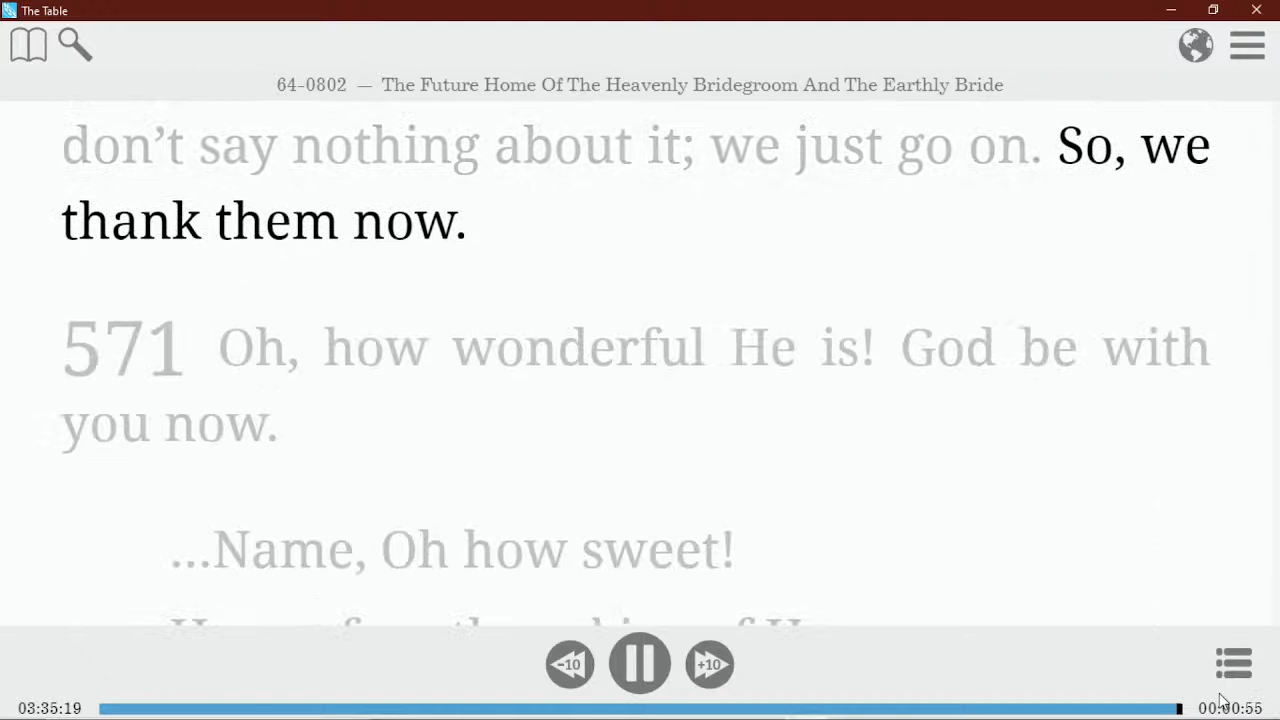 The Table
64-0802 — The Future Home Of The Heavenly Bridegroom And The Earthly Bride
don’t say nothing about it; we just go on. So, we
thank them now.
571 Oh, how wonderful He is! God be with
you now.
...Name, Oh how sweet!
-10
+10
03:35:19
00:00:55